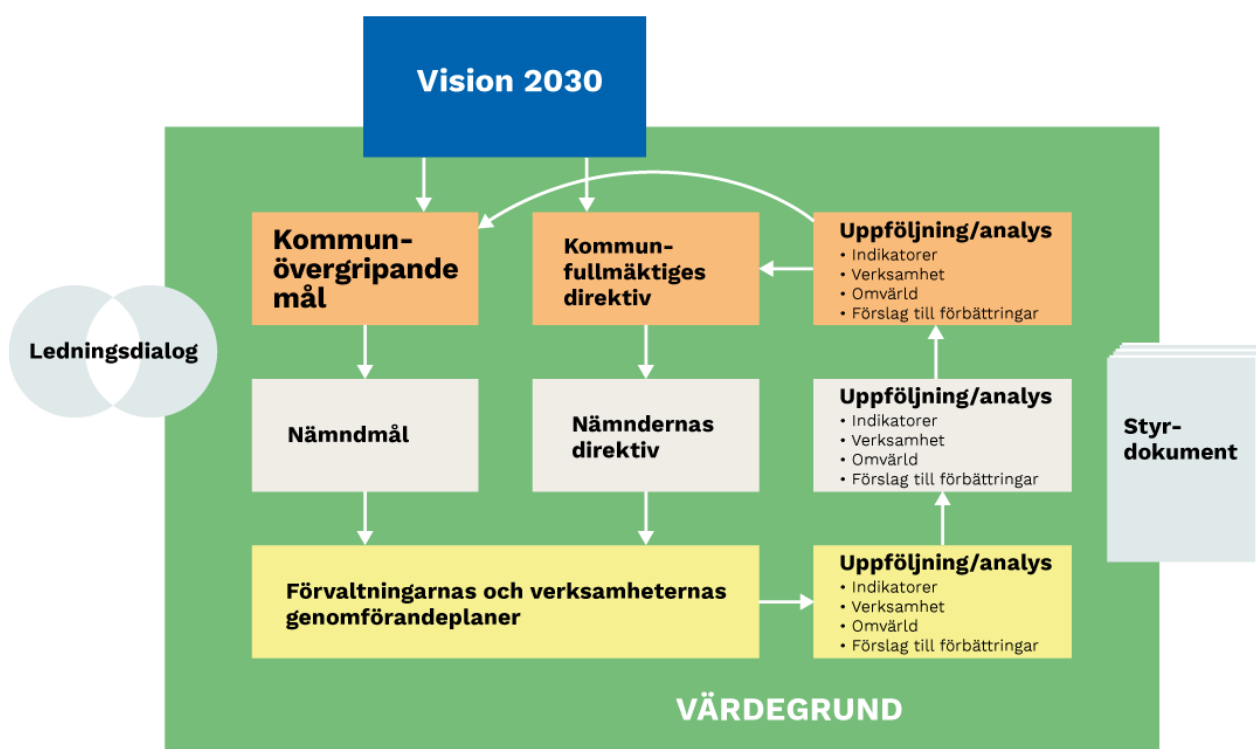 Vision 2030
Kommun-
övergripande
mål
Kommun-
fullmäktiges
direktiv
Uppföljning/analys
• Indikatorer
• Verksamhet
• Omvärld
• Förslag till förbättringar
Ledningsdialog
Nämndmål
Nämndernas
direktiv
Uppföljning/analys
• Indikatorer
• Verksamhet
• Omvärld
• Förslag till förbättringar
Styr-
dokument
Förvaltningarnas och verksamheternas
genomförandeplaner
Uppföljning/analys
• Indikatorer
• Verksamhet
• Omvärld
• Förslag till förbättringar
VÄRDEGRUND